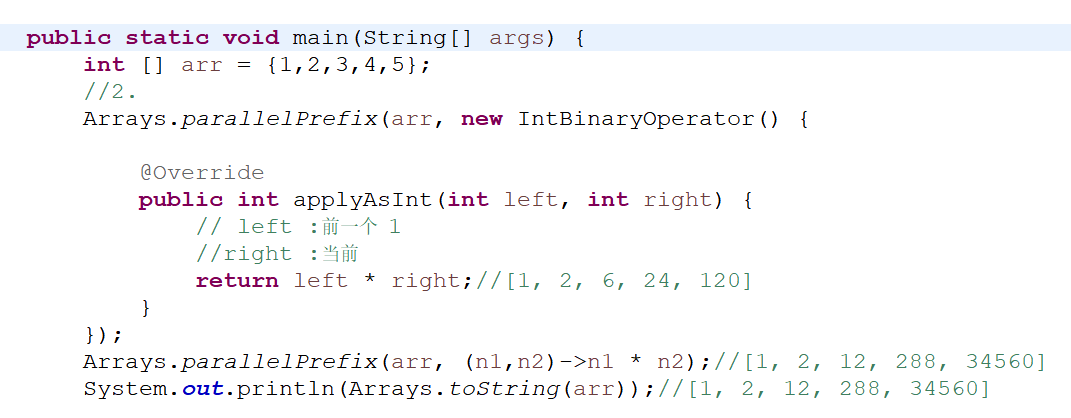 public static void main(String[] args) {
int [] arr = {1,2,3,4,5};
//2.
Arrays.parallelPrefix(arr, new IntBinaryOperator() {
@Override
public int applyAsInt(int left, int right) {
// left :前一个 1
//right :当前
return left * right;//[1, 2, 6, 24, 120]
}
});
Arrays.parallelPrefix(arr, (n1,n2)->n1 * n2);//[1, 2, 12, 288, 34560]
System.out.println(Arrays.toString(arr));//[1, 2, 12, 288, 34560]